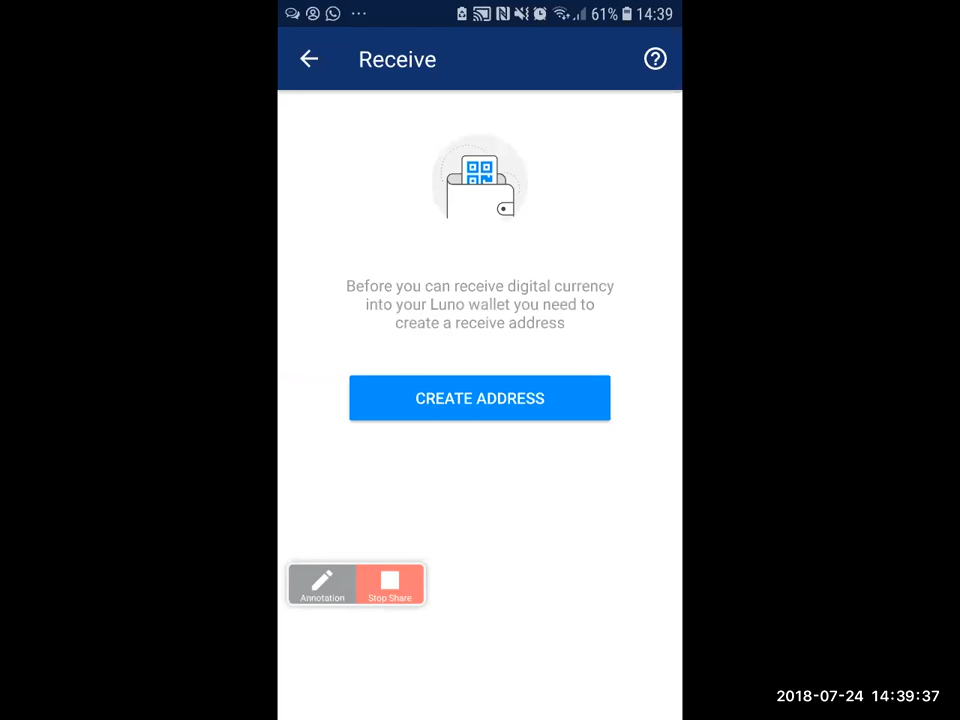 61% 14:39
Receive
Before you can receive digital currency
into your Luno wallet you need to
create a receive address
CREATE ADDRESS
Annotation Stop Share
2018-07-24 14:39:37